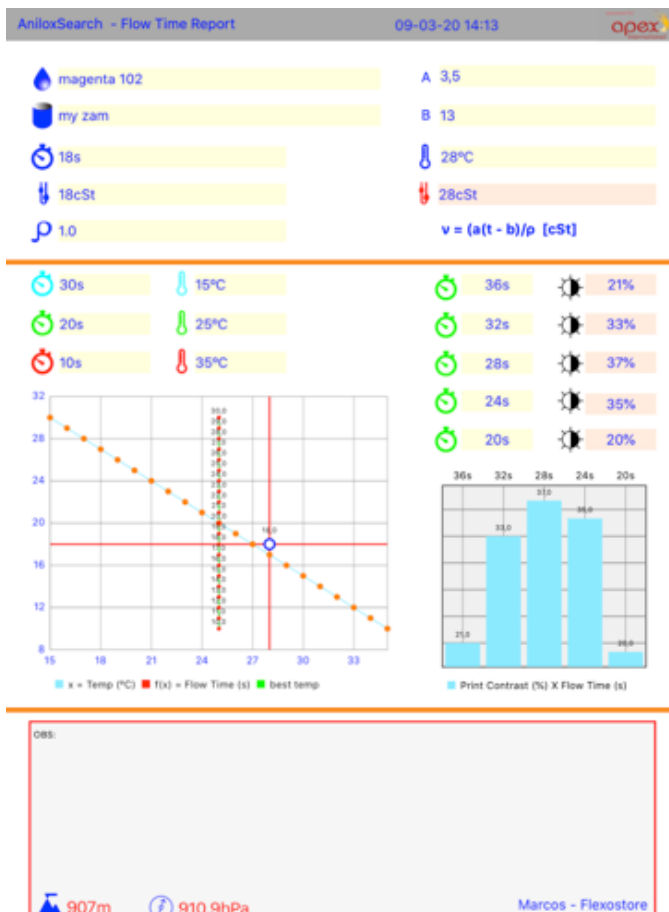 AniloxSearch - Flow Time Report 09-03-20 14:13 apex
magenta 102 A 3,5
my zam B 13
18s 28ºC
18cSt 28cSt
ρ 1.0 ν = (a(t - b)/ρ [cSt]
30s 15ºC 36s 21%
20s 25ºC 32s 33%
10s 35ºC 28s 37%
24s 35%
20s 20%
32
28
24
20
16
12
8
15 18 21 24 27 30 33
18,0
x = Temp (ºC) f(x) = Flow Time (s) best temp
36s 32s 28s 24s 20s
21,0 33,0 37,0 35,0 20,0
Print Contrast (%) X Flow Time (s)
OBS:
907m 910.9hPa Marcos - Flexostore